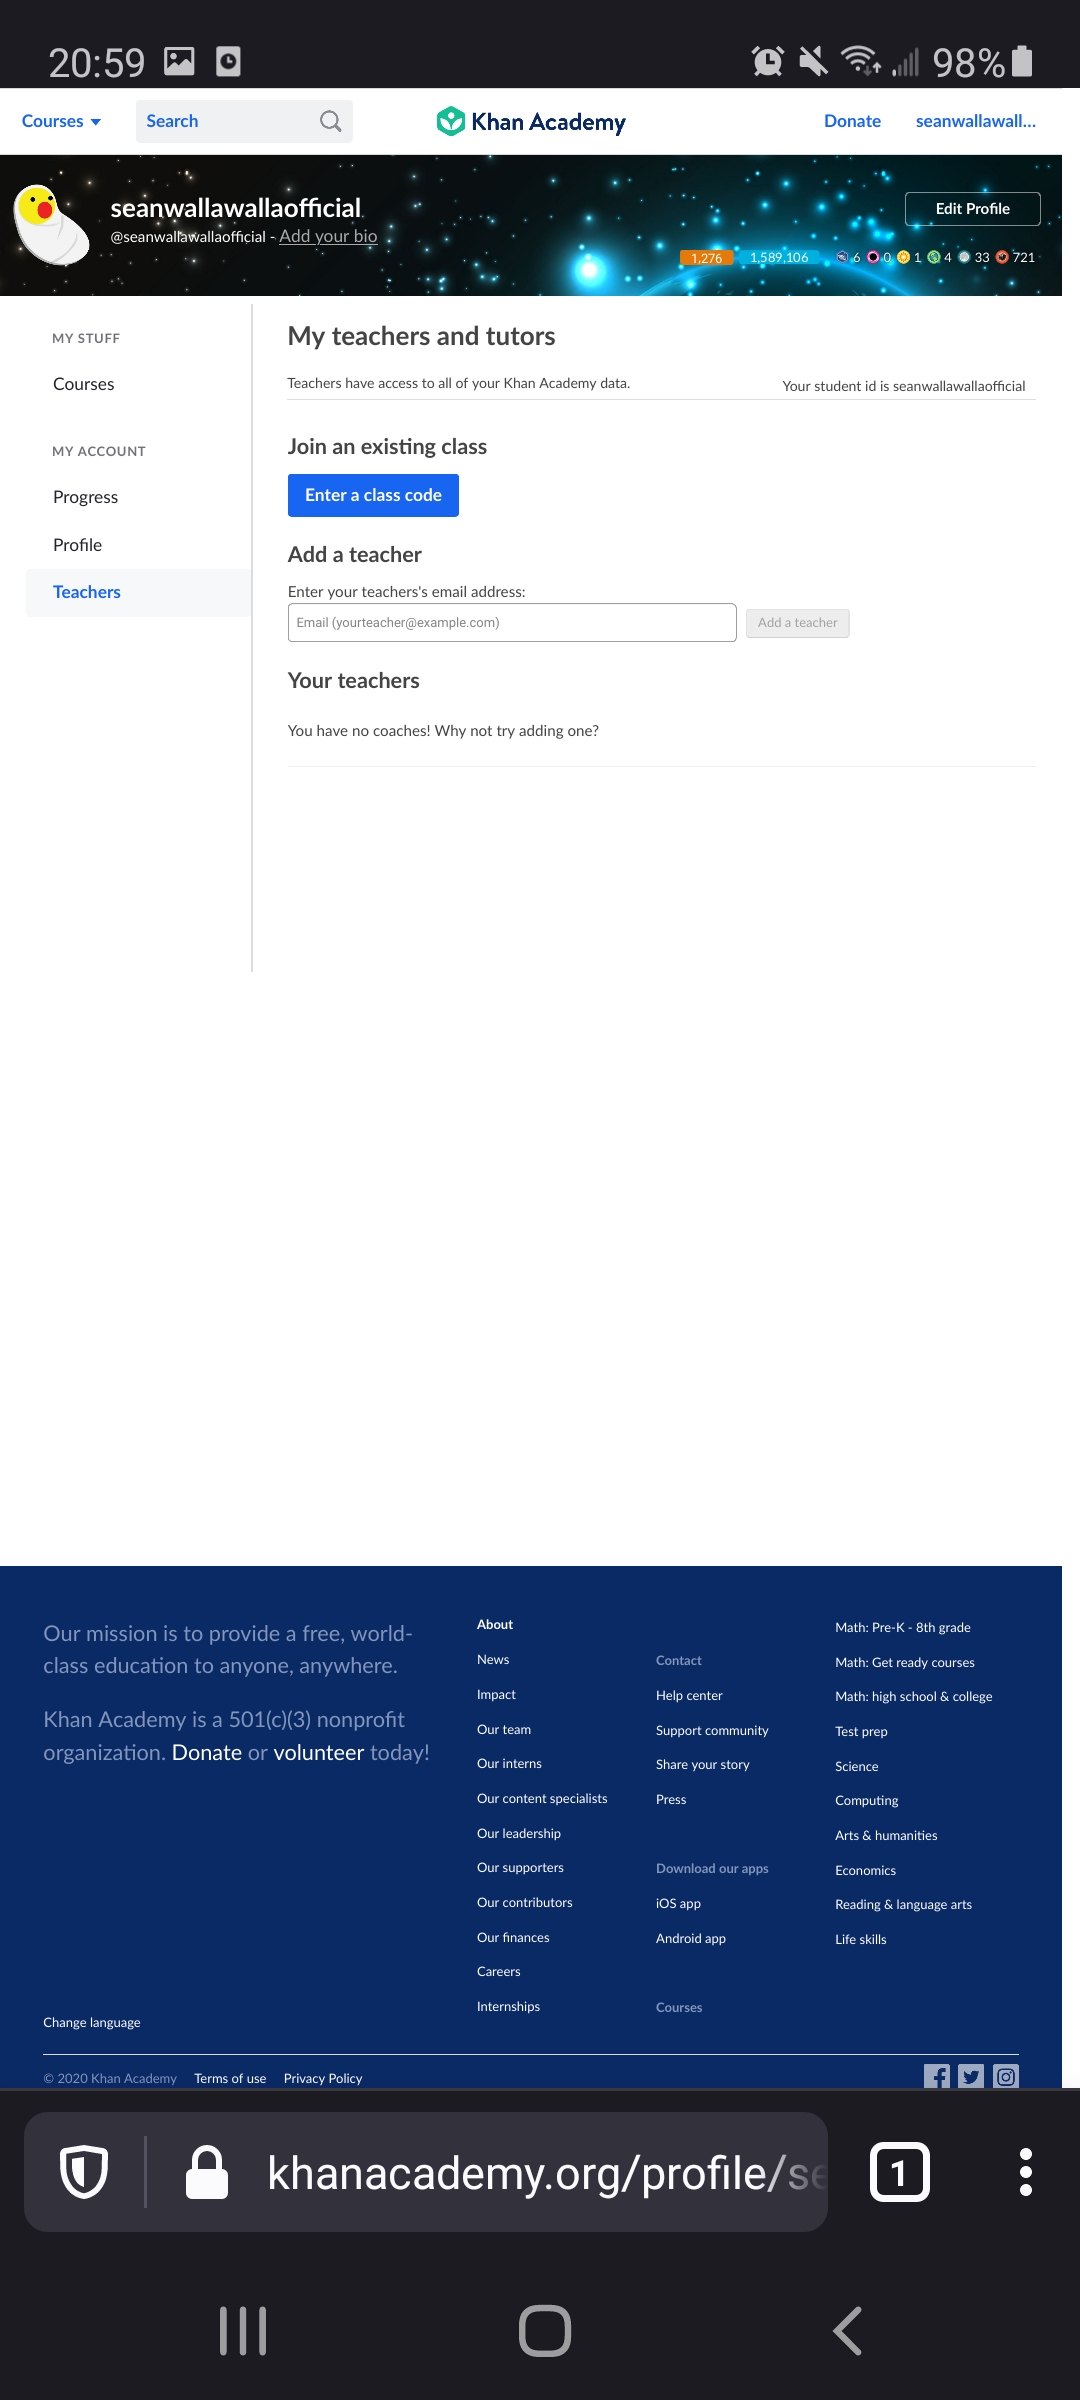 20:59
98%
Courses
Search
Khan Academy
Donate
seanwallawall...
seanwallawallaofficial
@seanwallawallaofficial - Add your bio
Edit Profile
1,276
1,589,106
6
0
1
4
33
721
MY STUFF
Courses
MY ACCOUNT
Progress
Profile
Teachers
My teachers and tutors
Teachers have access to all of your Khan Academy data.
Your student id is seanwallawallaofficial
Join an existing class
Enter a class code
Add a teacher
Enter your teachers's email address:
Email (yourteacher@example.com)
Add a teacher
Your teachers
You have no coaches! Why not try adding one?
Our mission is to provide a free, world-
class education to anyone, anywhere.
Khan Academy is a 501(c)(3) nonprofit
organization. Donate or volunteer today!
About
News
Impact
Our team
Our interns
Our content specialists
Our leadership
Our supporters
Our contributors
Our finances
Careers
Internships
Contact
Help center
Support community
Share your story
Press
Download our apps
iOS app
Android app
Courses
Math: Pre-K - 8th grade
Math: Get ready courses
Math: high school & college
Test prep
Science
Computing
Arts & humanities
Economics
Reading & language arts
Life skills
Change language
© 2020 Khan Academy
Terms of use
Privacy Policy
khanacademy.org/profile/se
1